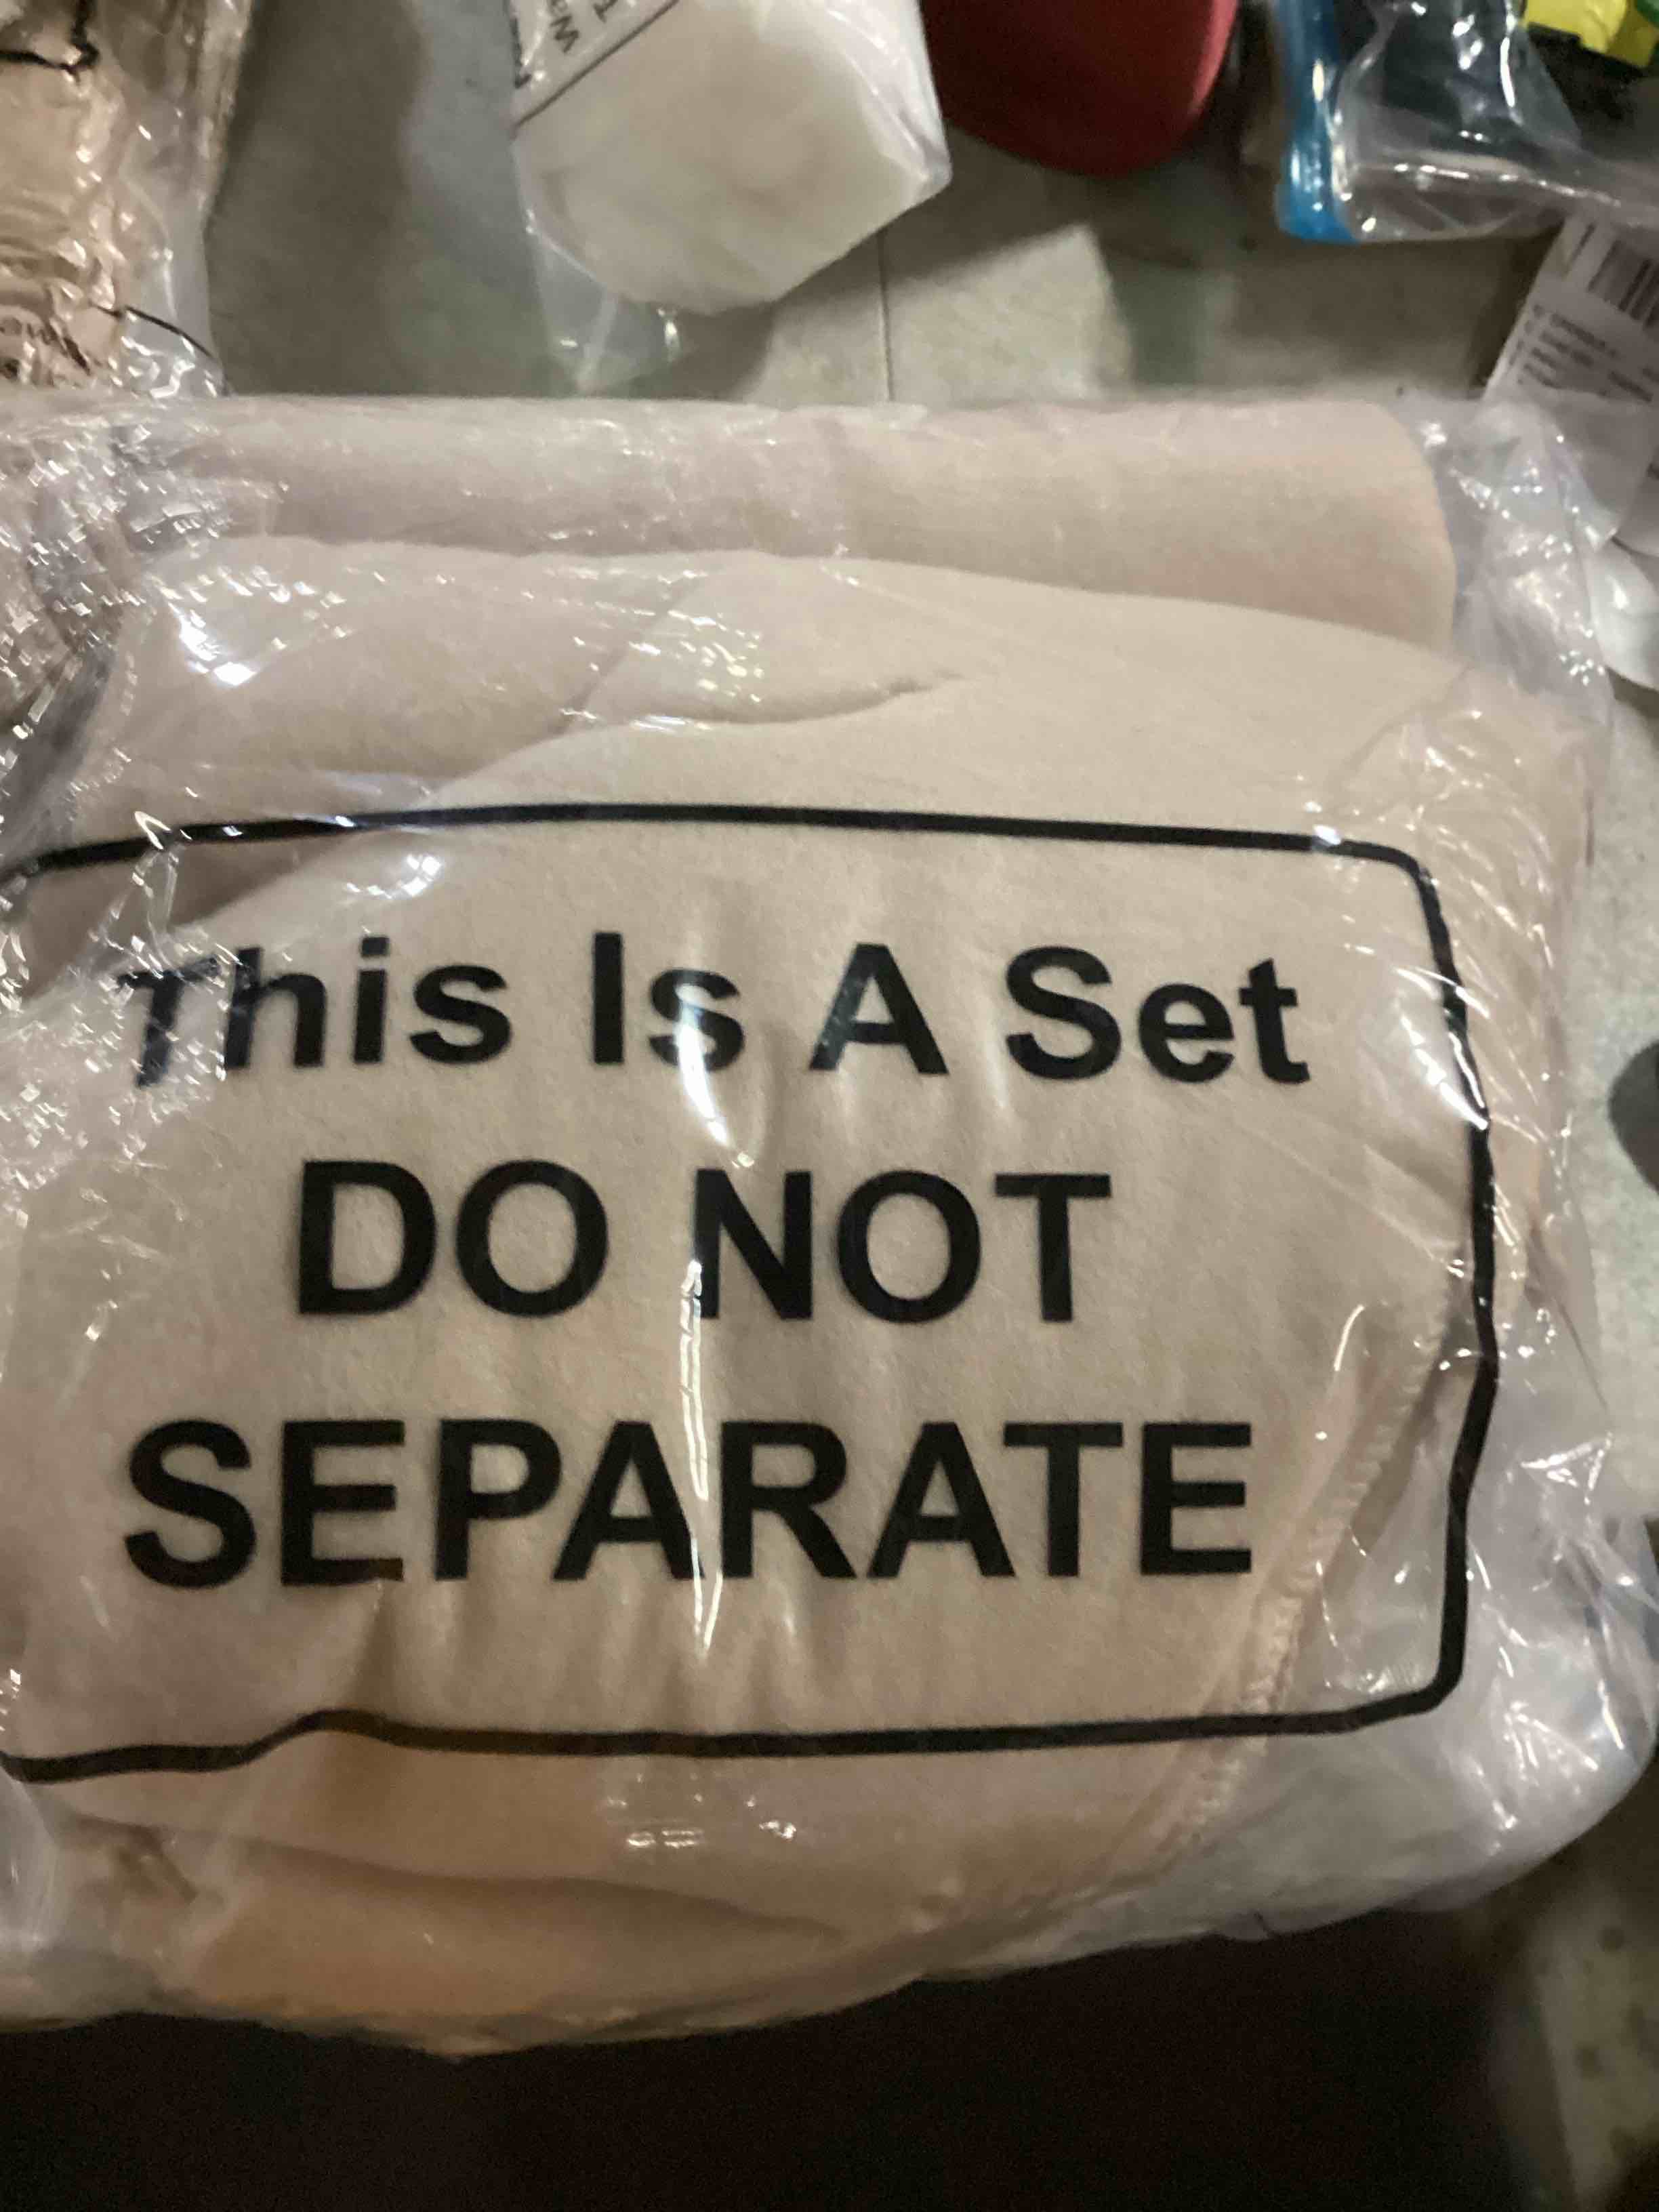 This Is A Set
DO NOT
SEPARATE